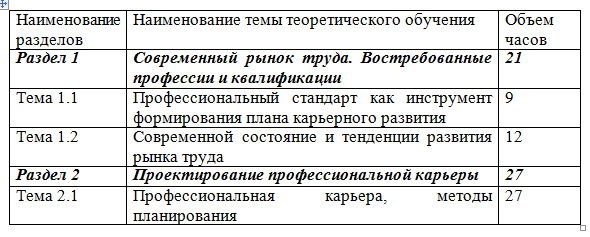 Наименование разделов Наименование темы теоретического обучения Объем часов
Раздел 1 Современный рынок труда. Востребованные профессии и квалификации 21
Тема 1.1 Профессиональный стандарт как инструмент формирования плана карьерного развития 9
Тема 1.2 Современной состояние и тенденции развития рынка труда 12
Раздел 2 Проектирование профессиональной карьеры 27
Тема 2.1 Профессиональная карьера, методы планирования 27